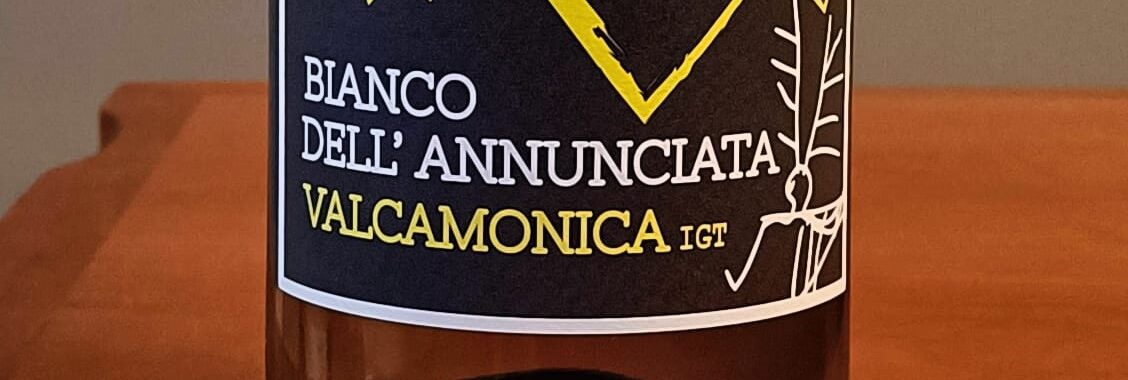 BIANCO
DELL' ANNUNCIATA
VALCAMONICA IGT